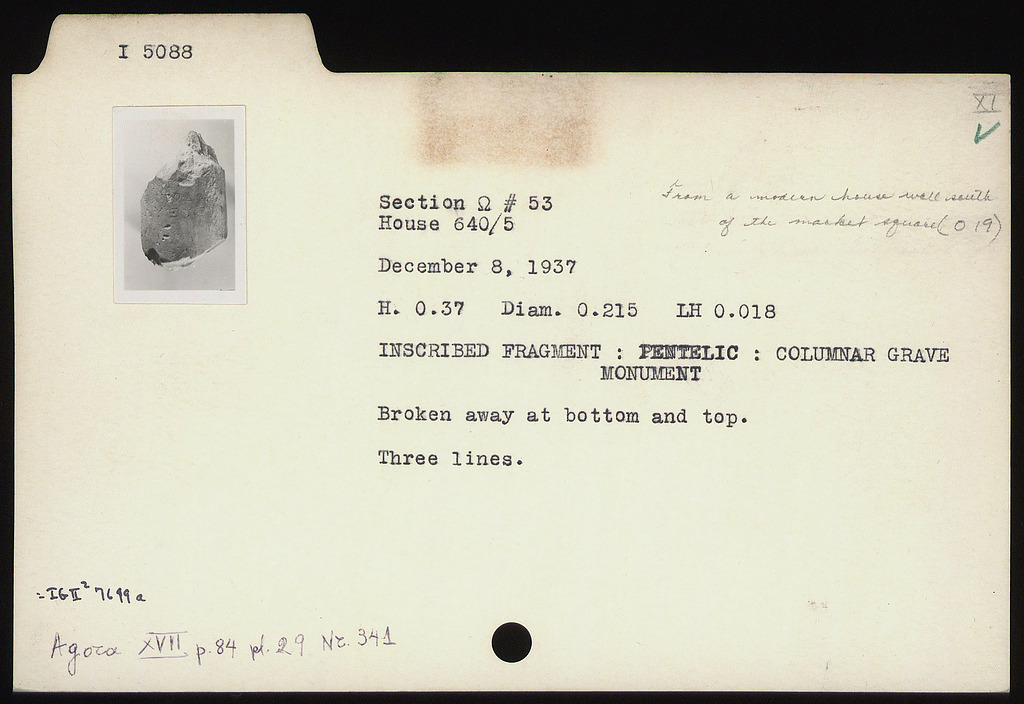 I 5088
XI
Section Ω # 53
House 640/5
From a modern house wall south
of the market square (O 19)
December 8, 1937
H. 0.37 Diam. 0.215 LH 0.018
INSCRIBED FRAGMENT : PENTELIC : COLUMNAR GRAVE
MONUMENT
Broken away at bottom and top.
Three lines.
=IG II² 7699a
Agora XVII p.84 pl.29 Nr. 341